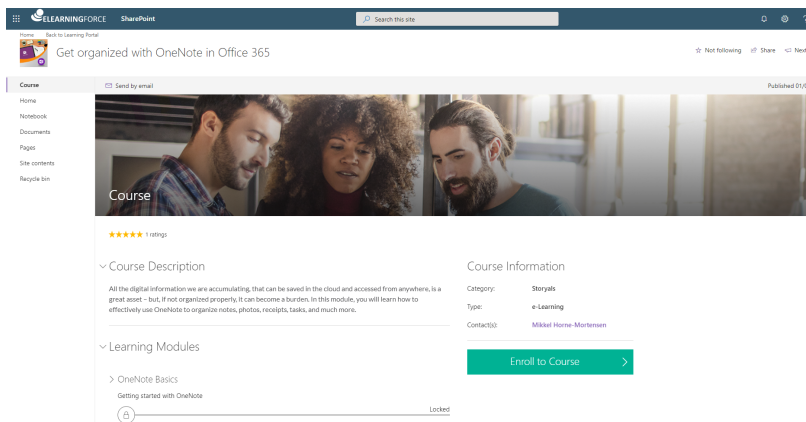 ELEARNINGFORCE SharePoint
Search this site
Home Back to Learning Portal
Get organized with OneNote in Office 365
Not following Share Next
Course
Send by email
Published 01/0
Home
Notebook
Documents
Pages
Site contents
Recycle bin
Course
1 ratings
Course Description
All the digital information we are accumulating, that can be saved in the cloud and accessed from anywhere, is a
great asset – but, if not organized properly, it can become a burden. In this module, you will learn how to
effectively use OneNote to organize notes, photos, receipts, tasks, and much more.
Learning Modules
OneNote Basics
Getting started with OneNote
Locked
Course Information
Category: Storyals
Type: e-Learning
Contact(s): Mikkel Horne-Mortensen
Enroll to Course